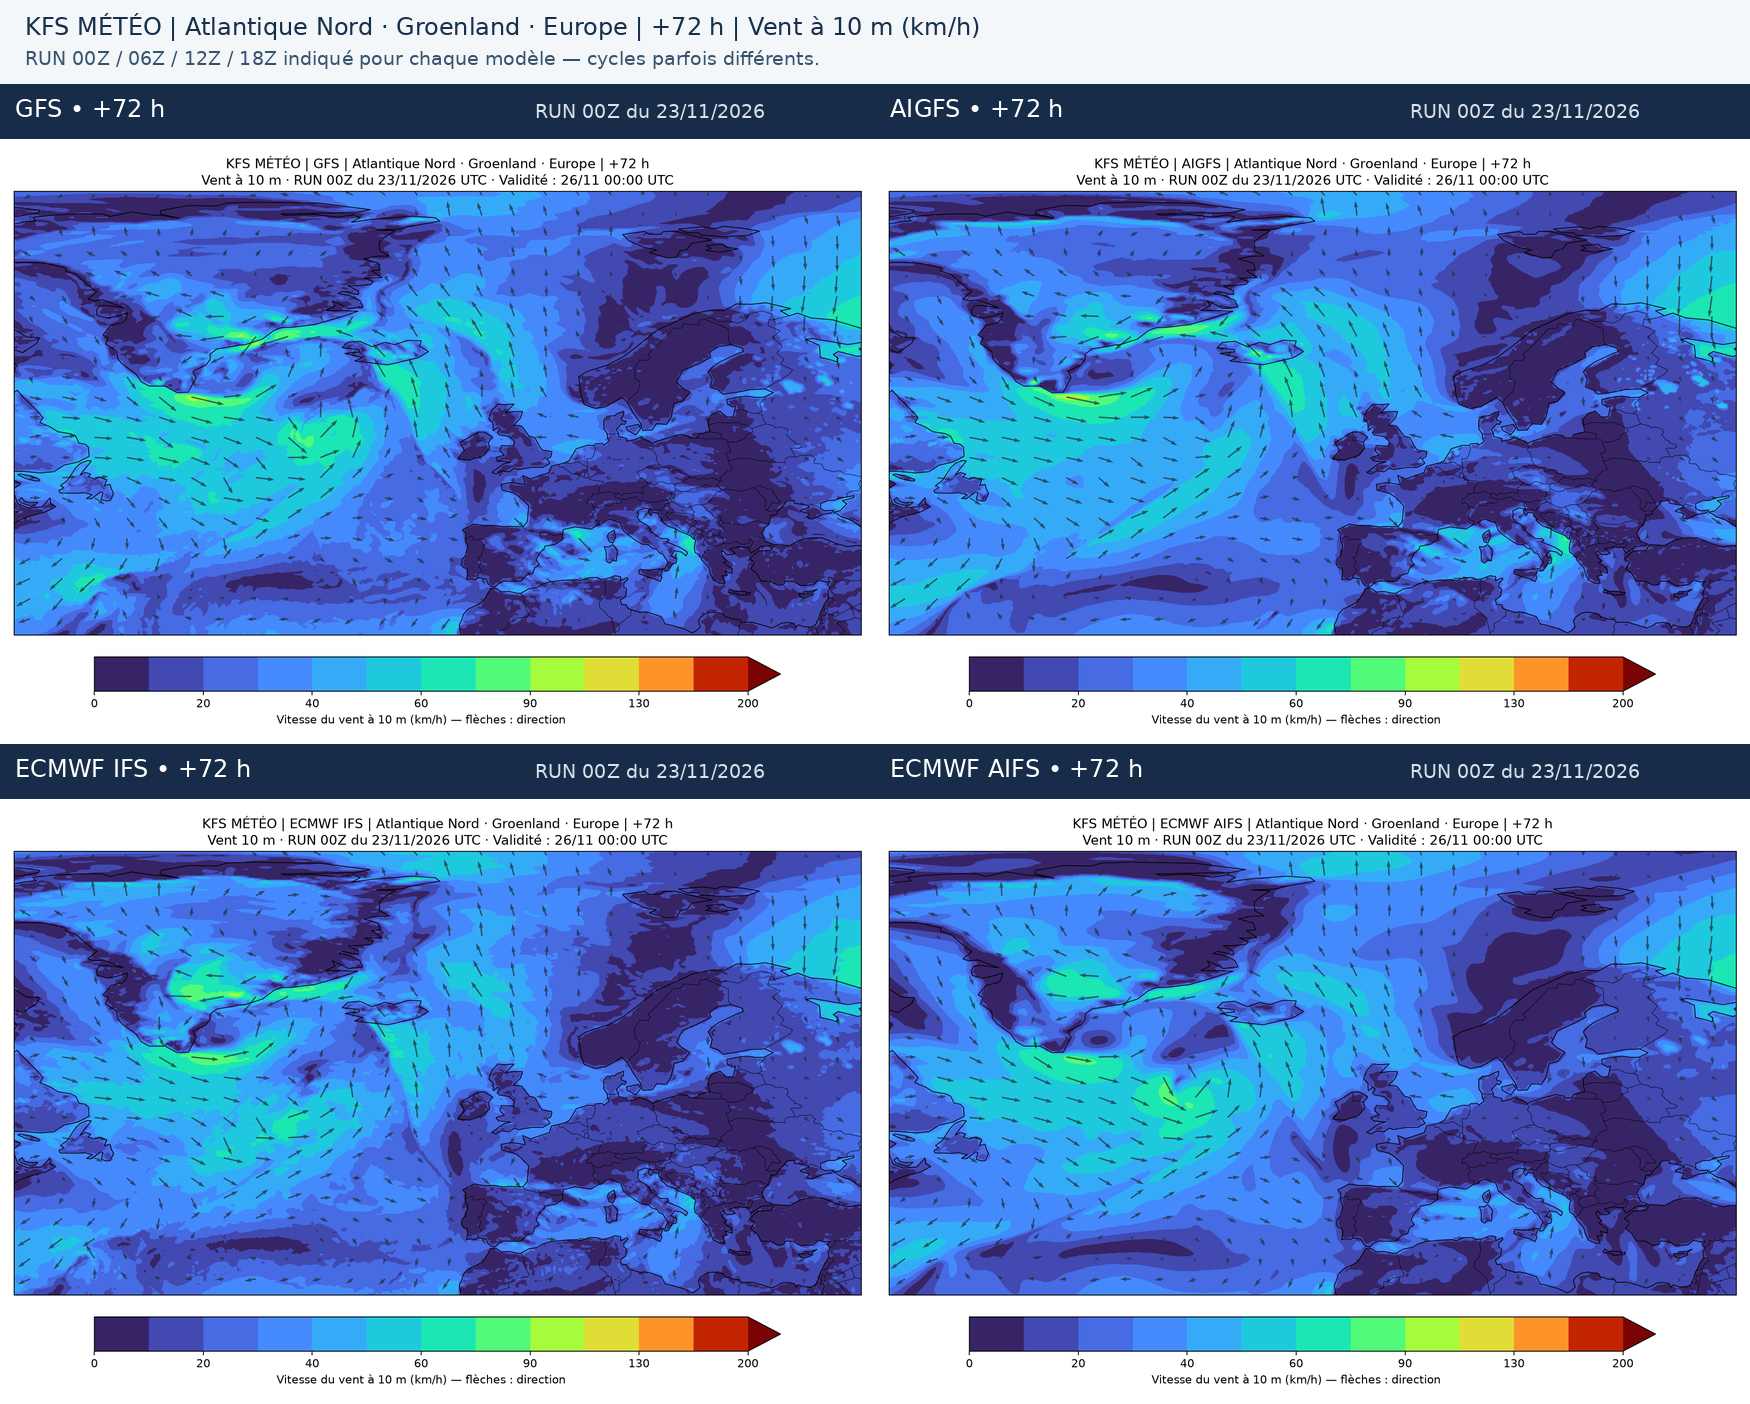 KFS MÉTÉO | Atlantique Nord · Groenland · Europe | +72 h | Vent à 10 m (km/h)
RUN 00Z / 06Z / 12Z / 18Z indiqué pour chaque modèle — cycles parfois différents.
GFS • +72 h
RUN 00Z du 23/11/2026
KFS MÉTÉO | GFS | Atlantique Nord · Groenland · Europe | +72 h
Vent à 10 m · RUN 00Z du 23/11/2026 UTC · Validité : 26/11 00:00 UTC
0 20 40 60 90 130 200
Vitesse du vent à 10 m (km/h) — flèches : direction
AIGFS • +72 h
RUN 00Z du 23/11/2026
KFS MÉTÉO | AIGFS | Atlantique Nord · Groenland · Europe | +72 h
Vent à 10 m · RUN 00Z du 23/11/2026 UTC · Validité : 26/11 00:00 UTC
0 20 40 60 90 130 200
Vitesse du vent à 10 m (km/h) — flèches : direction
ECMWF IFS • +72 h
RUN 00Z du 23/11/2026
KFS MÉTÉO | ECMWF IFS | Atlantique Nord · Groenland · Europe | +72 h
Vent 10 m · RUN 00Z du 23/11/2026 UTC · Validité : 26/11 00:00 UTC
0 20 40 60 90 130 200
Vitesse du vent à 10 m (km/h) — flèches : direction
ECMWF AIFS • +72 h
RUN 00Z du 23/11/2026
KFS MÉTÉO | ECMWF AIFS | Atlantique Nord · Groenland · Europe | +72 h
Vent 10 m · RUN 00Z du 23/11/2026 UTC · Validité : 26/11 00:00 UTC
0 20 40 60 90 130 200
Vitesse du vent à 10 m (km/h) — flèches : direction